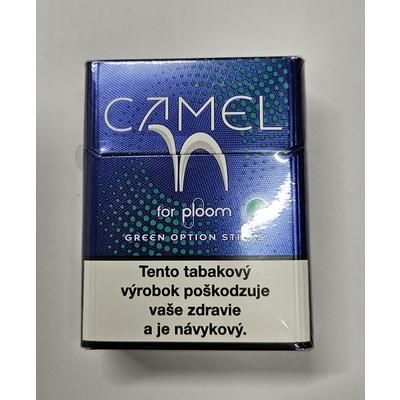 CAMEL
for ploom
GREEN OPTION STICKS
Tento tabakový
výrobok poškodzuje
vaše zdravie
a je návykový.